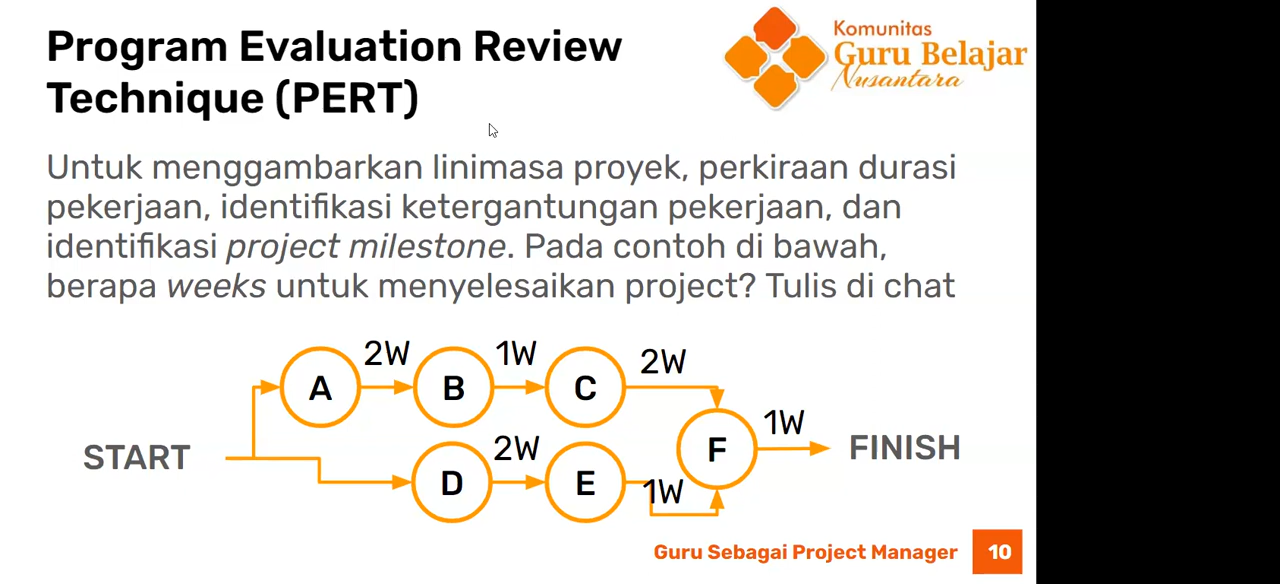 Program Evaluation Review
Technique (PERT)
Komunitas
Guru Belajar
Nusantara
Untuk menggambarkan linimasa proyek, perkiraan durasi
pekerjaan, identifikasi ketergantungan pekerjaan, dan
identifikasi project milestone. Pada contoh di bawah,
berapa weeks untuk menyelesaikan project? Tulis di chat
2W 1W 2W
A B C
1W
START F FINISH
2W
D E 1W
Guru Sebagai Project Manager 10